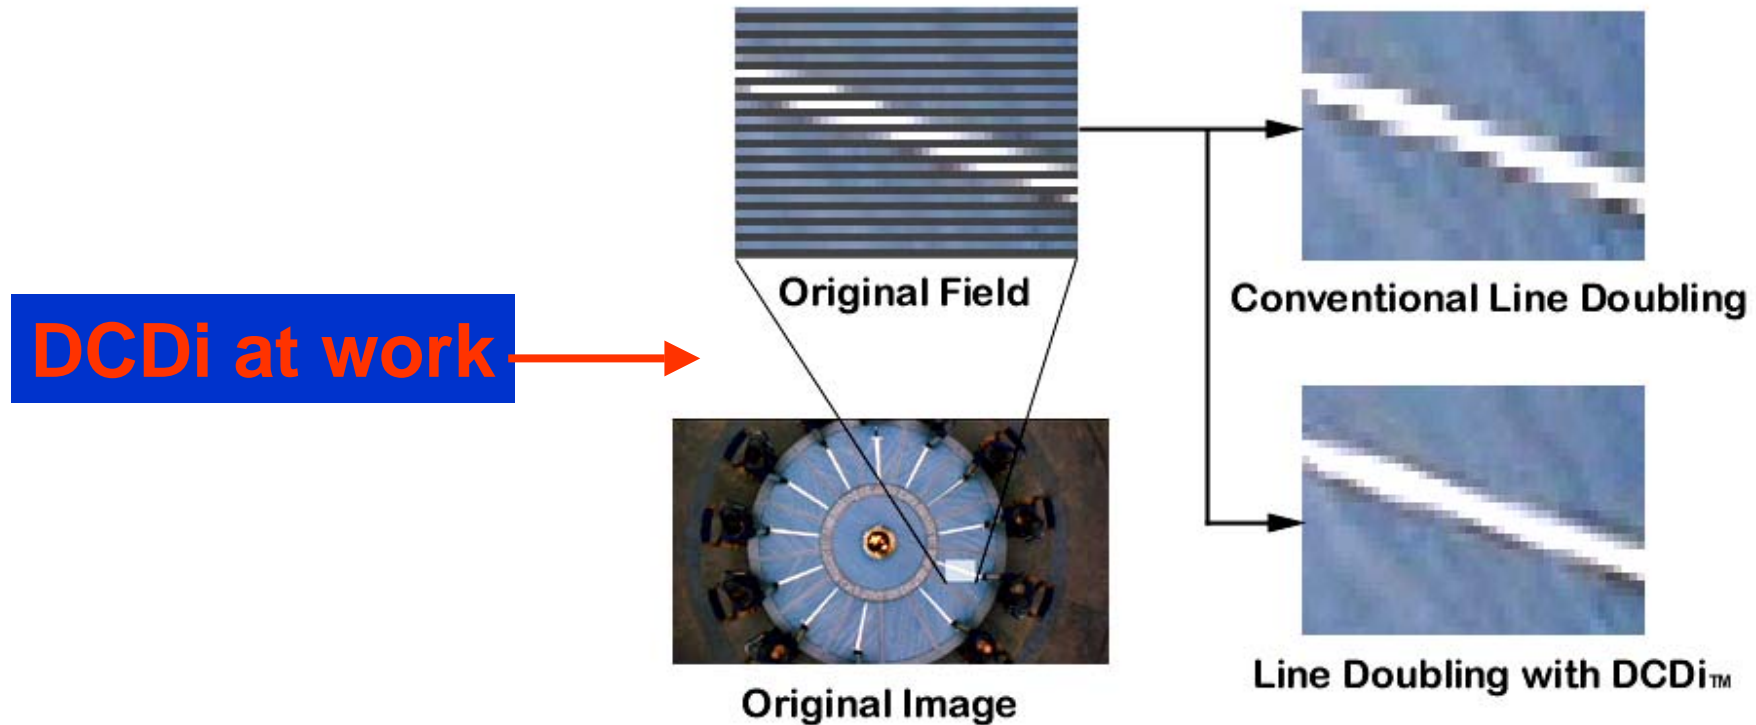 DCDi at work
Original Field
Conventional Line Doubling
Original Image
Line Doubling with DCDi™